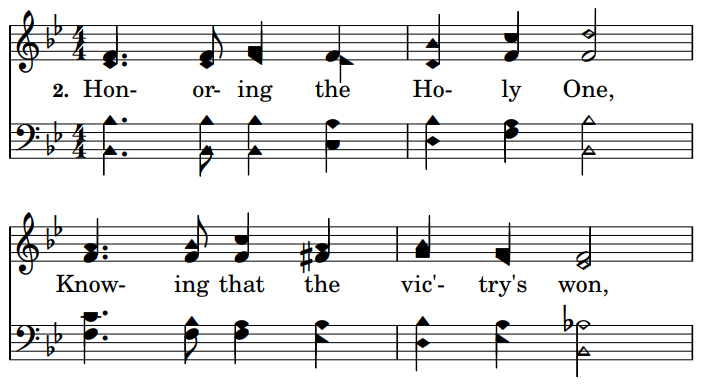 2. Hon- or- ing the Ho- ly One,
Know- ing that the vic'- try's won,